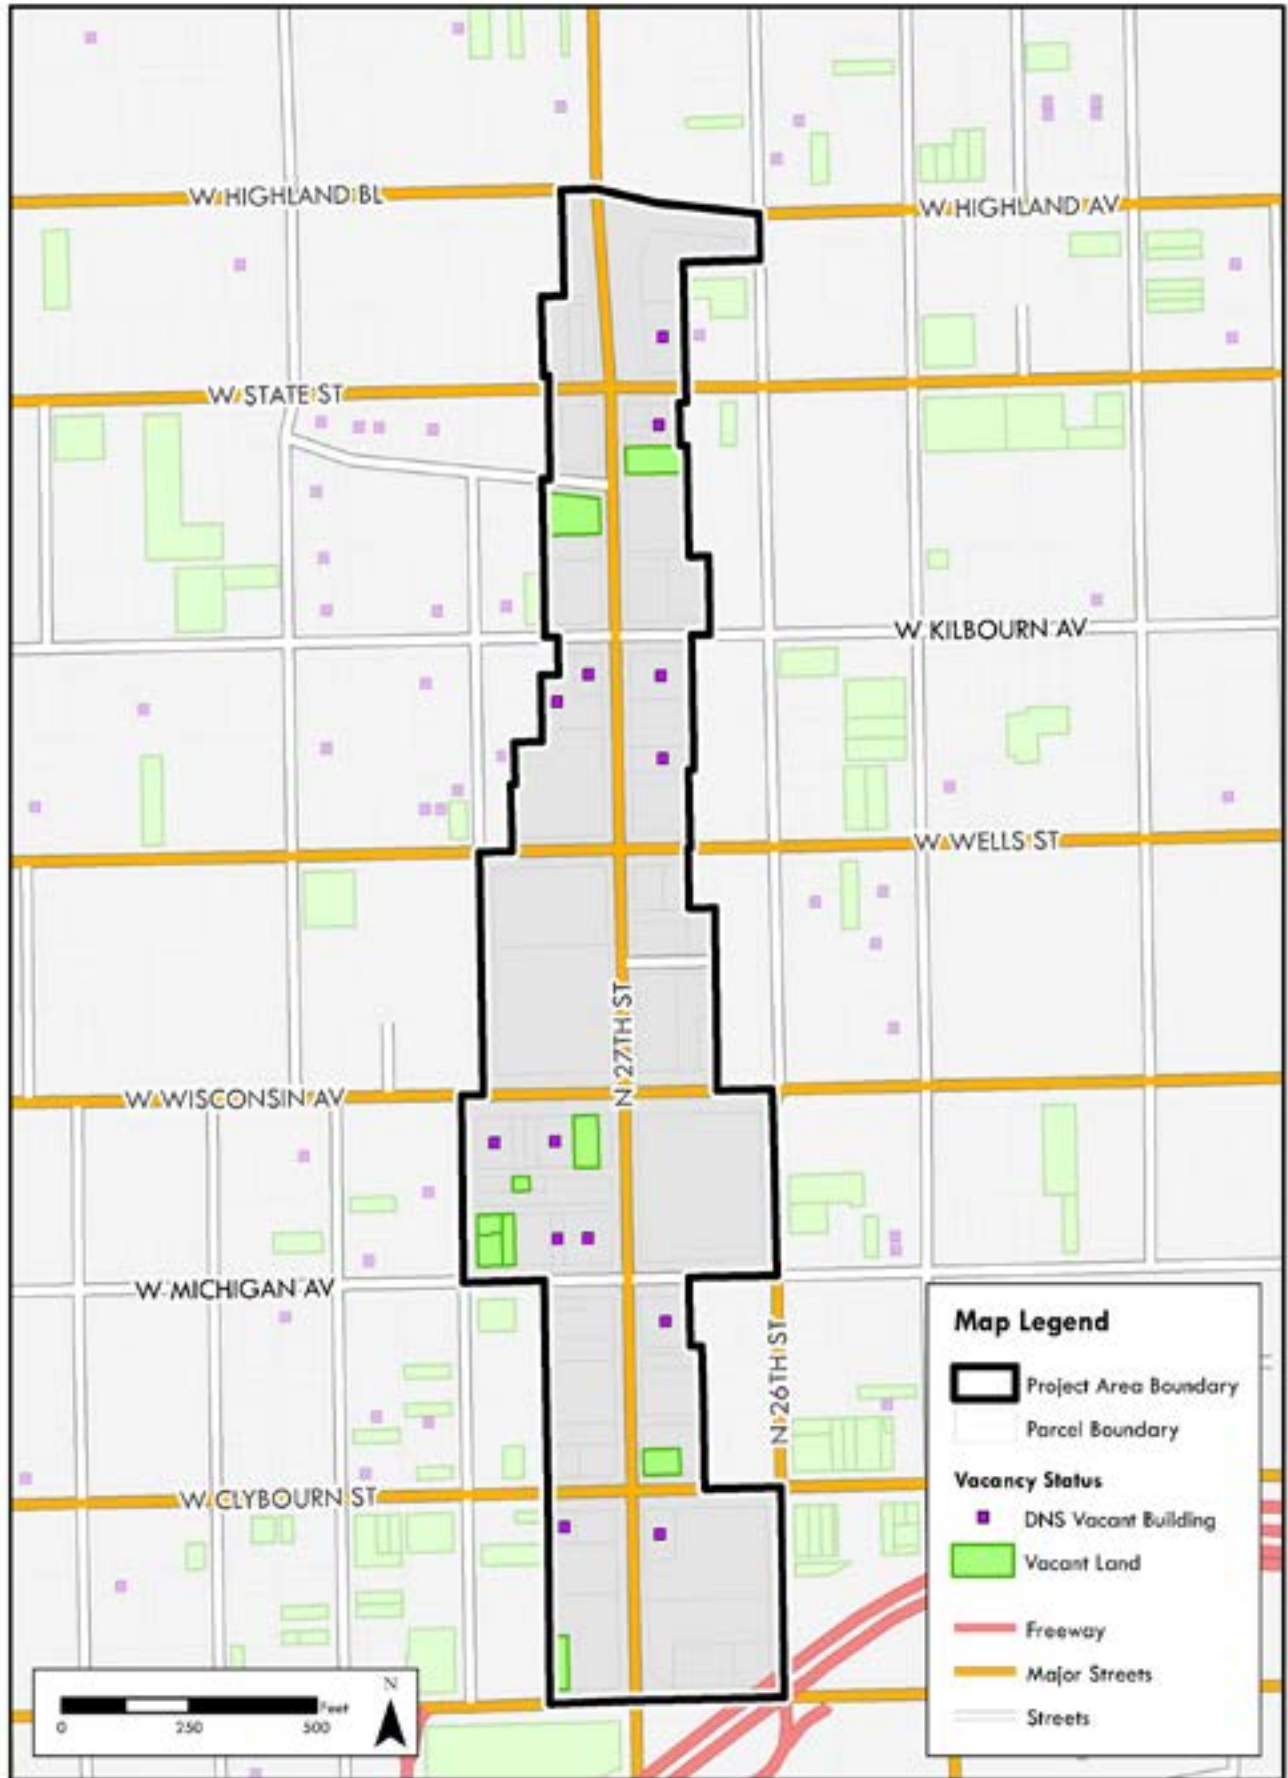 W HIGHLAND BL
W HIGHLAND AV
W STATE ST
W KILBOURN AV
W WELLS ST
N 27TH ST
W WISCONSIN AV
W MICHIGAN AV
N 26TH ST
W CLYBOURN ST
Map Legend
Project Area Boundary
Parcel Boundary
Vacancy Status
DNS Vacant Building
Vacant Land
Freeway
Major Streets
Streets
N
Feet
0 250 500